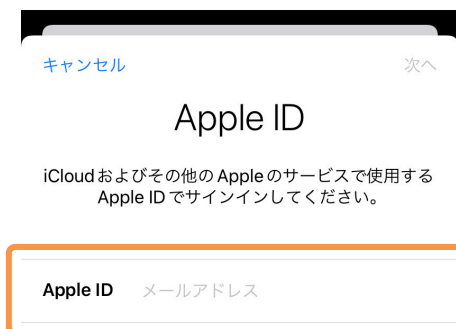 キャンセル 次へ
Apple ID
iCloudおよびその他のAppleのサービスで使用する
Apple IDでサインインしてください。
Apple ID メールアドレス